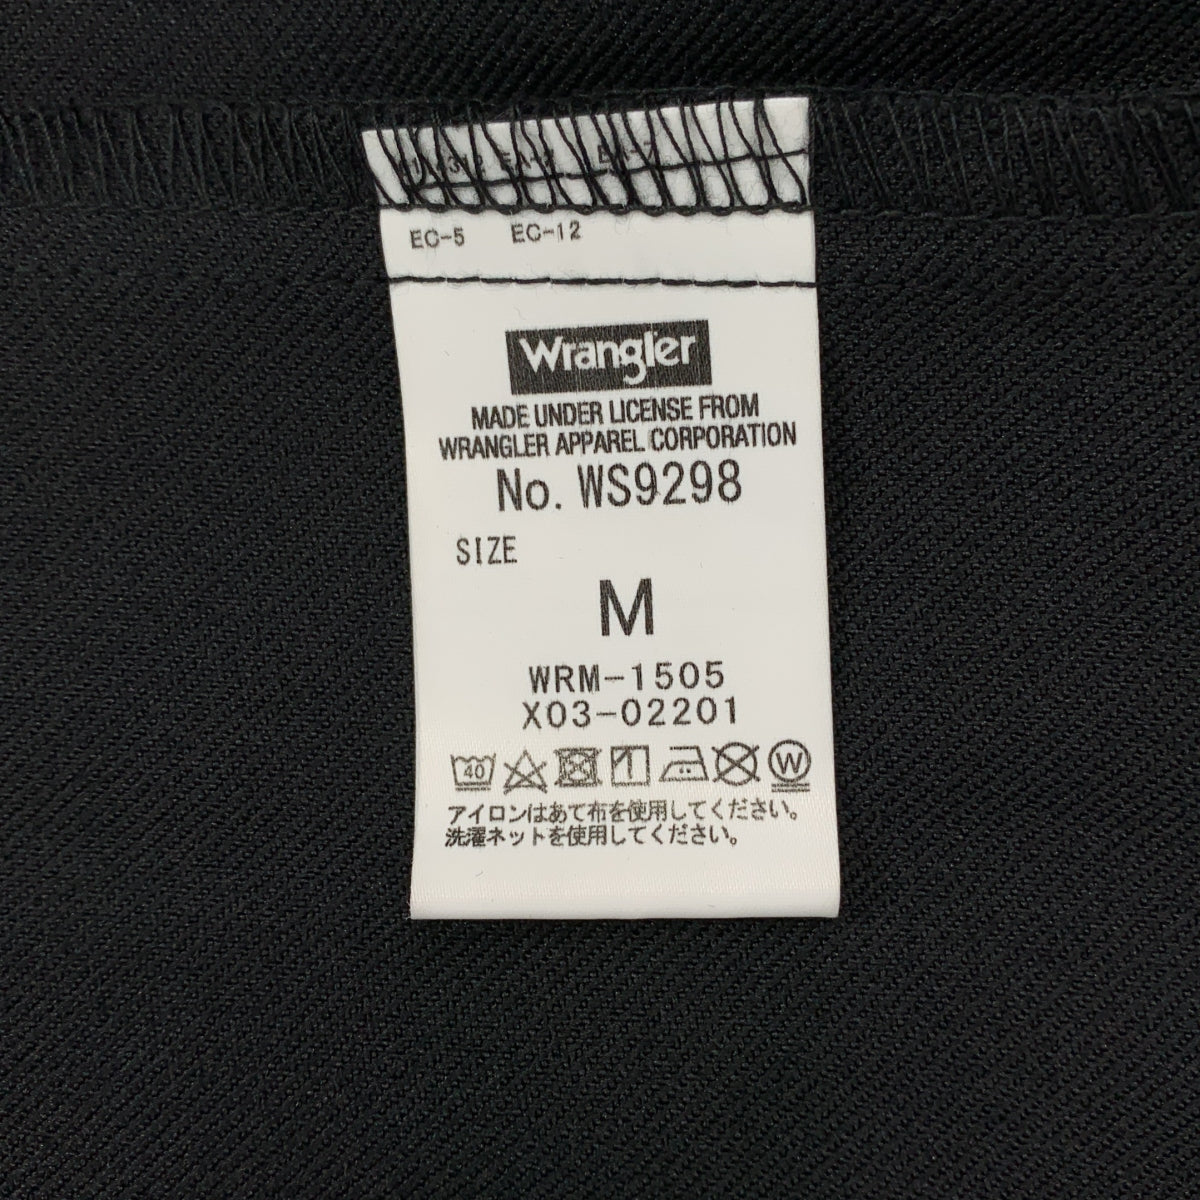 EC-5 EC-12
Wrangler
MADE UNDER LICENSE FROM
WRANGLER APPAREL CORPORATION
No. WS9298
SIZE
M
WRM-1505
X03-02201
40 W
アイロンはあて布を使用してください。
洗濯ネットを使用してください。